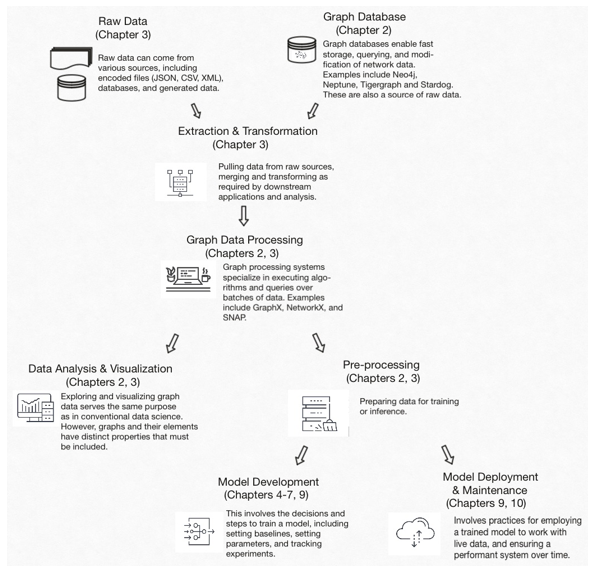 Raw Data
(Chapter 3)
Raw data can come from
various sources, including
encoded files (JSON, CSV, XML),
databases, and generated data.
Graph Database
(Chapter 2)
Graph databases enable fast
storage, querying, and modi-
fication of network data.
Examples include Neo4j,
Neptune, Tigergraph and Stardog.
These are also a source of raw data.
Extraction & Transformation
(Chapter 3)
Pulling data from raw sources,
merging and transforming as
required by downstream
applications and analysis.
Graph Data Processing
(Chapters 2, 3)
Graph processing systems
specialize in executing algo-
rithms and queries over
batches of data. Examples
include GraphX, NetworkX, and
SNAP.
Data Analysis & Visualization
(Chapters 2, 3)
Exploring and visualizing graph
data serves the same purpose
as in conventional data science.
However, graphs and their elements
have distinct properties that must
be included.
Pre-processing
(Chapters 2, 3)
Preparing data for training
or inference.
Model Development
(Chapters 4-7, 9)
This involves the decisions and
steps to train a model, including
setting baselines, setting
parameters, and tracking
experiments.
Model Deployment
& Maintenance
(Chapters 9, 10)
Involves practices for employing
a trained model to work with
live data, and ensuring a
performant system over time.